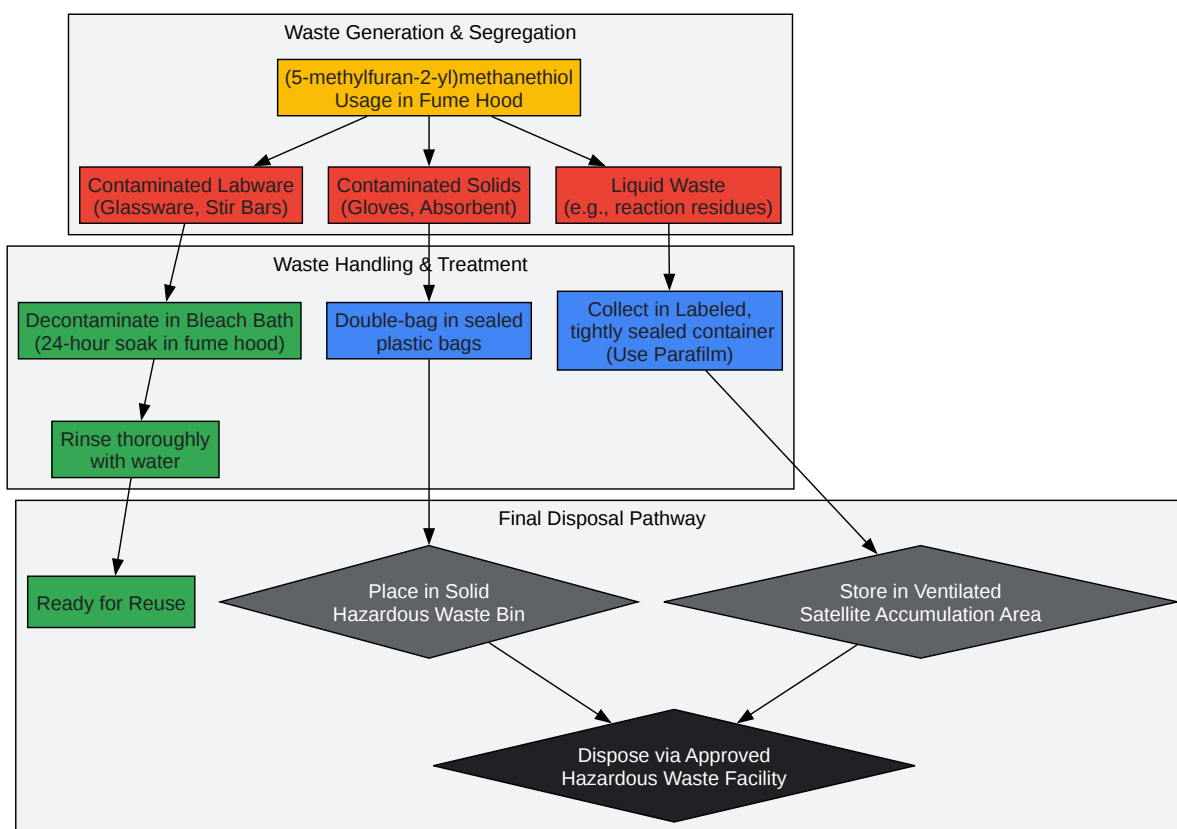 Waste Generation & Segregation
(5-methylfuran-2-yl)methanethiol
Usage in Fume Hood
Contaminated Labware
(Glassware, Stir Bars)
Contaminated Solids
(Gloves, Absorbent)
Liquid Waste
(e.g., reaction residues)
Waste Handling & Treatment
Decontaminate in Bleach Bath
(24-hour soak in fume hood)
Double-bag in sealed
plastic bags
Collect in Labeled,
tightly sealed container
(Use Parafilm)
Rinse thoroughly
with water
Final Disposal Pathway
Ready for Reuse
Place in Solid
Hazardous Waste Bin
Store in Ventilated
Satellite Accumulation Area
Dispose via Approved
Hazardous Waste Facility